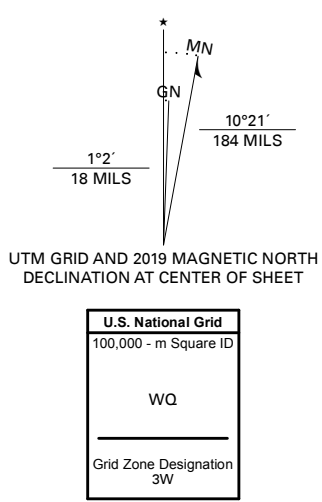 ★
MN
GN
10°21´
184 MILS
1°2´
18 MILS
UTM GRID AND 2019 MAGNETIC NORTH
DECLINATION AT CENTER OF SHEET
U.S. National Grid
100,000 - m Square ID
WQ
Grid Zone Designation
3W